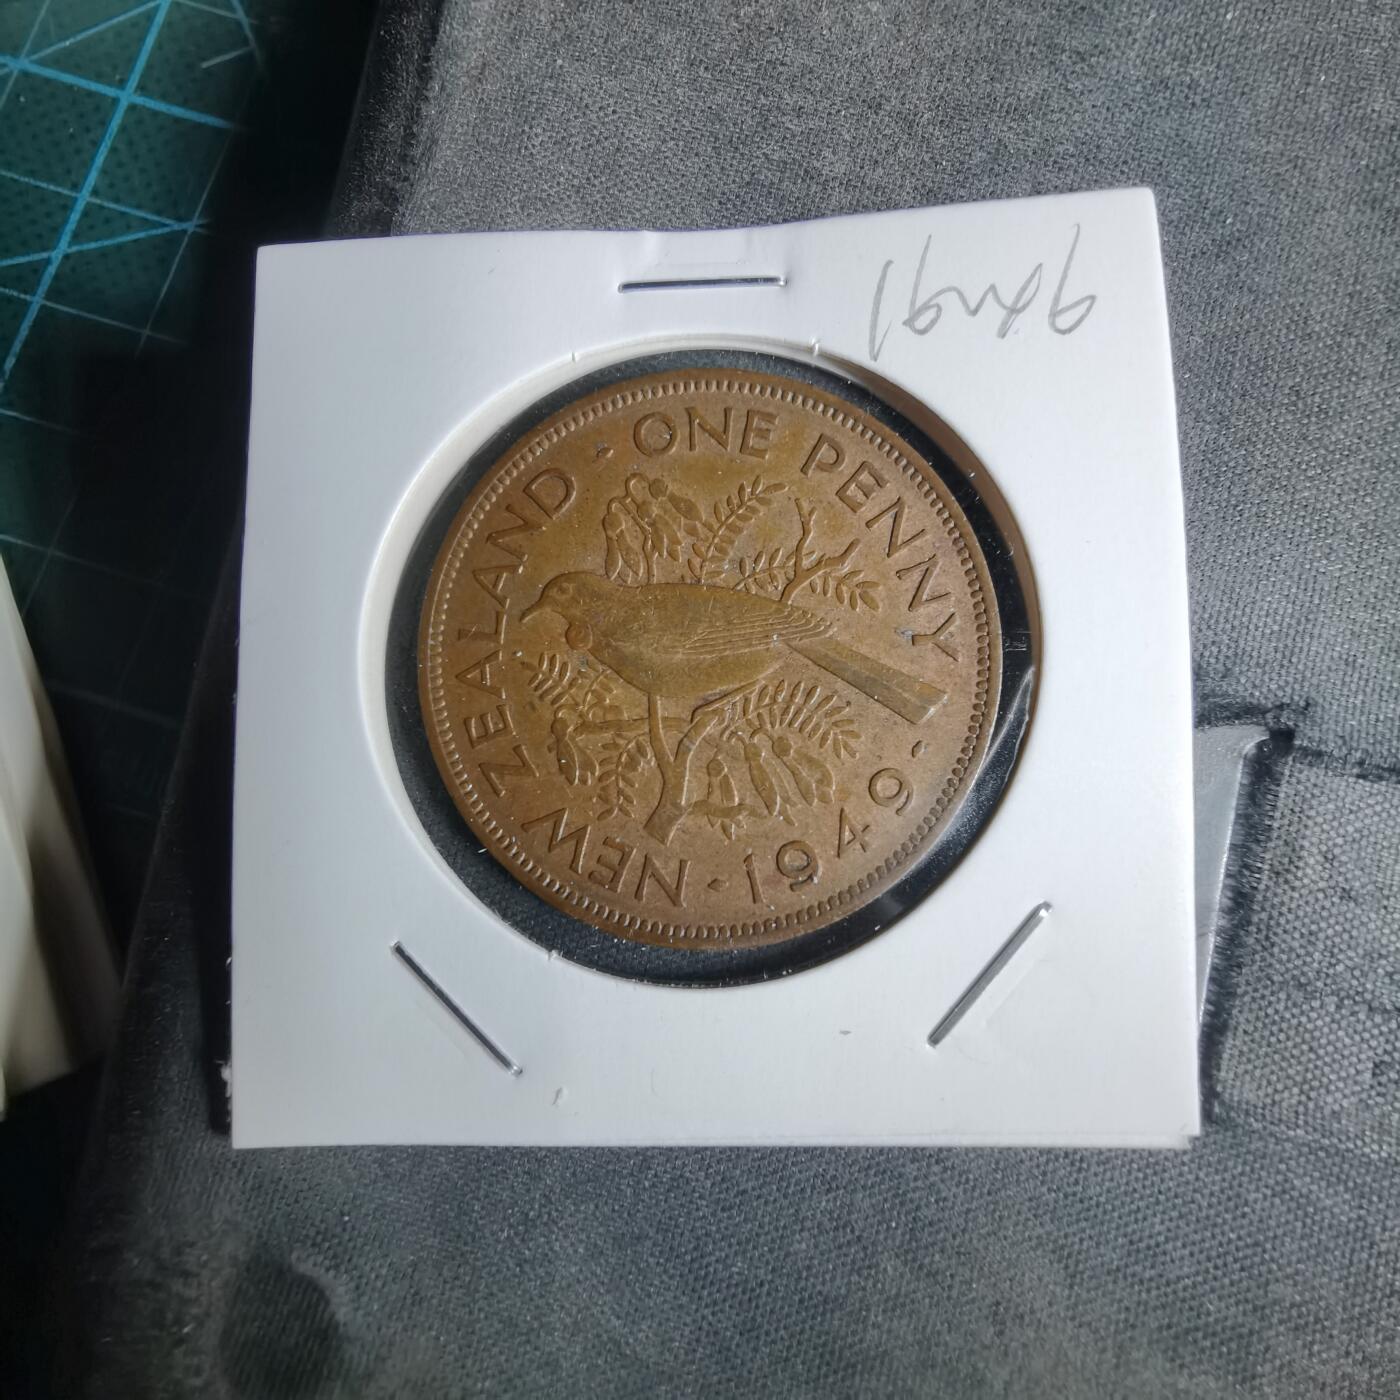 NEW ZEALAND · ONE PENNY ·
1949